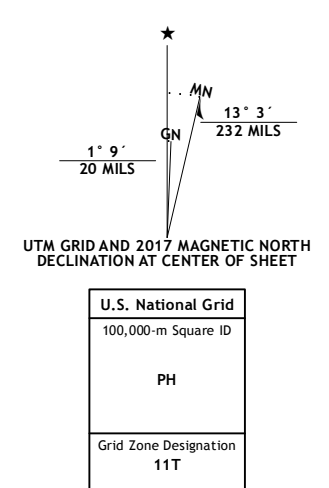 ★
MN
13° 3´
232 MILS
GN
1° 9´
20 MILS
UTM GRID AND 2017 MAGNETIC NORTH
DECLINATION AT CENTER OF SHEET
U.S. National Grid
100,000-m Square ID
PH
Grid Zone Designation
11T